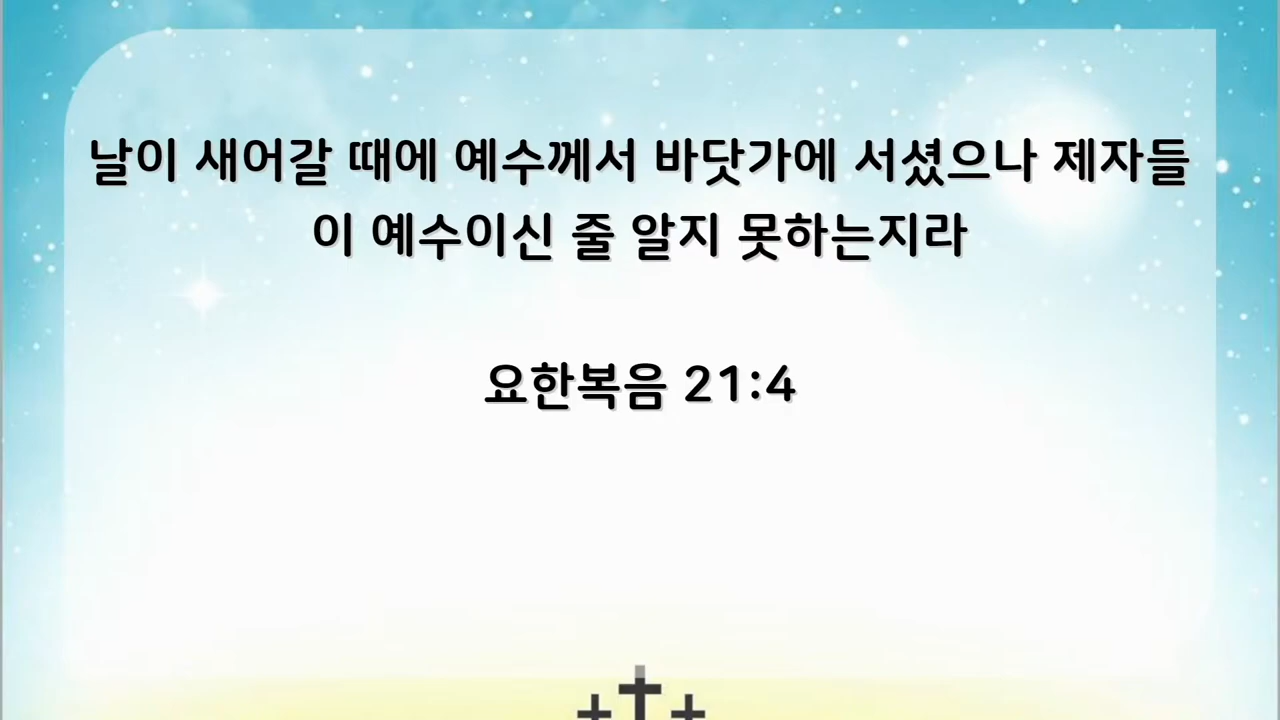 날이 새어갈 때에 예수께서 바닷가에 서셨으나 제자들
이 예수이신 줄 알지 못하는지라
요한복음 21:4